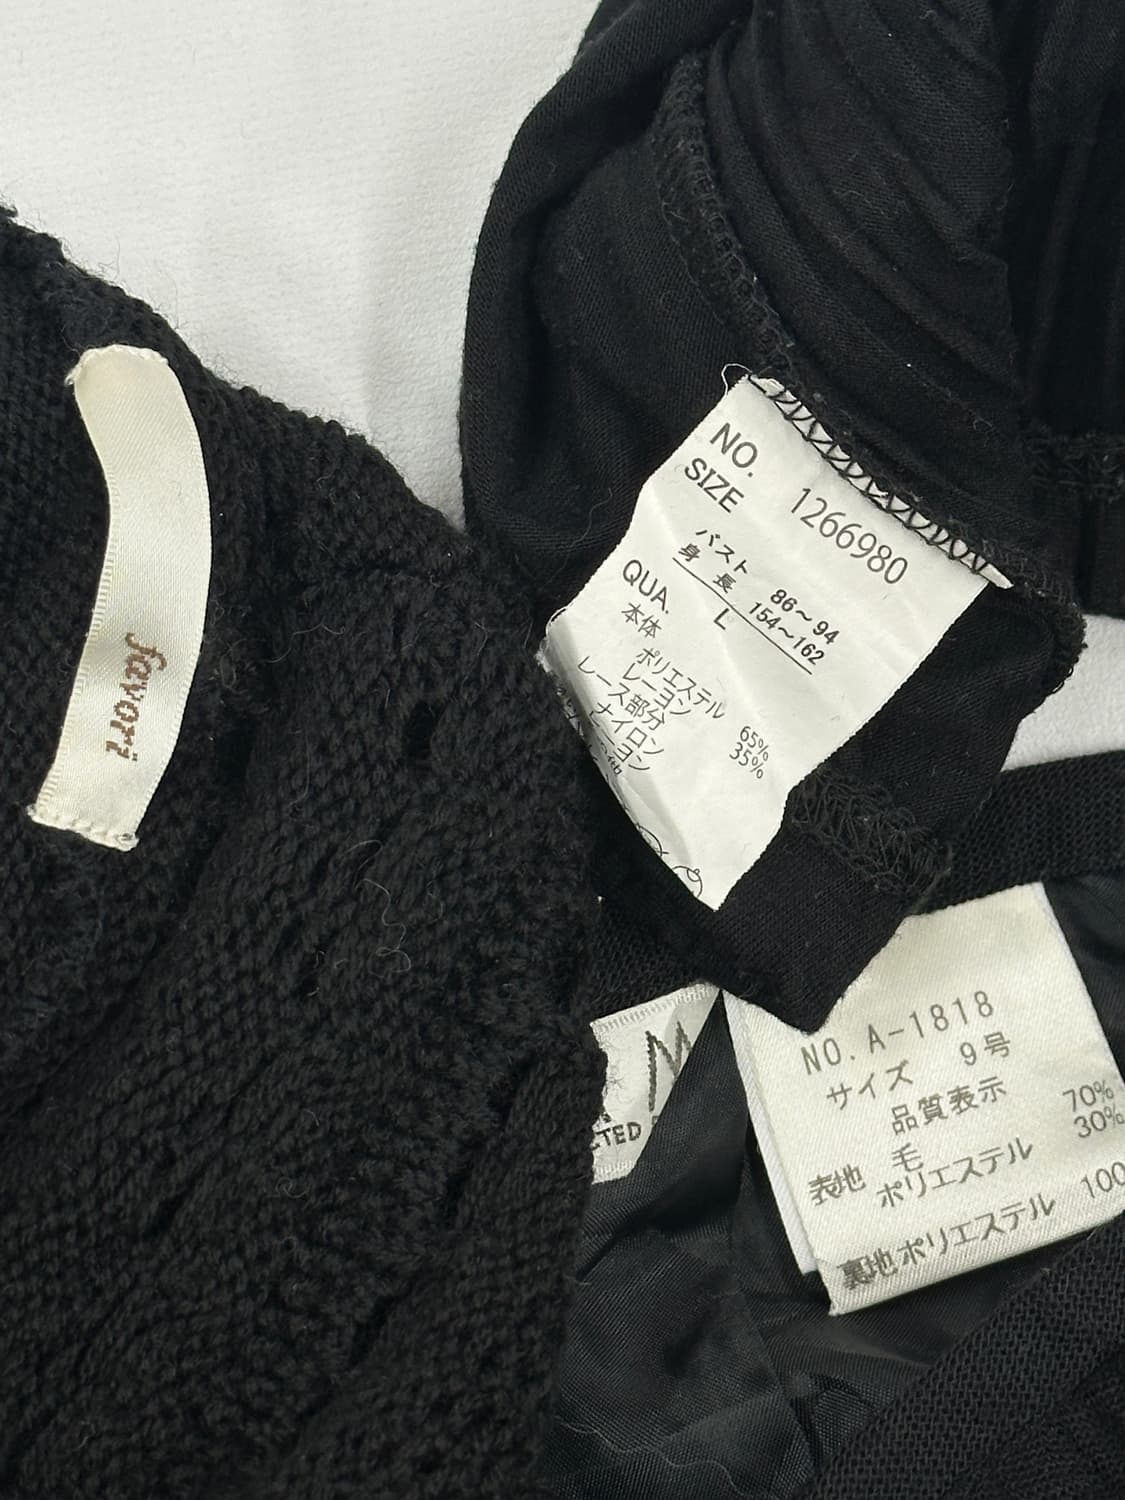 favori
NO. 1266980
SIZE
バスト 86〜94
身長 154〜162
L
QUA.
本体
ポリエステル 65%
レーヨン 35%
レース部分
ナイロン
M
NO. A-1818
サイズ 9号
品質表示
表地 毛 70%
ポリエステル 30%
裏地 ポリエステル 100